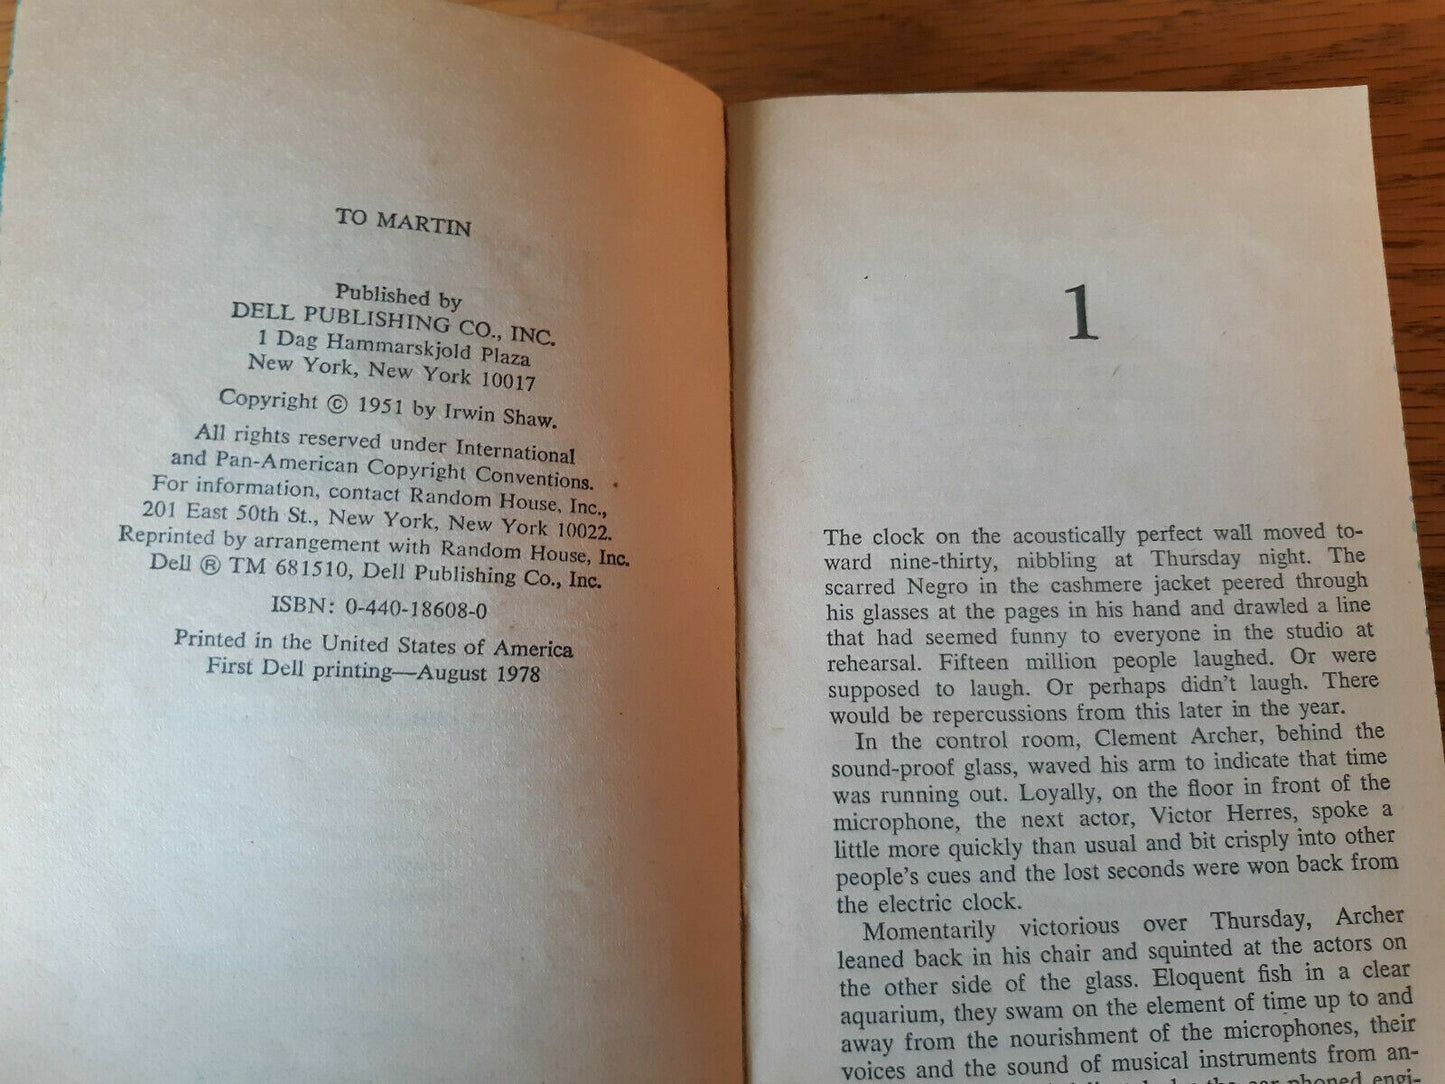 TO MARTIN
Published by
DELL PUBLISHING CO., INC.
1 Dag Hammarskjold Plaza
New York, New York 10017
Copyright © 1951 by Irwin Shaw.
All rights reserved under International
and Pan-American Copyright Conventions.
For information, contact Random House, Inc.,
201 East 50th St., New York, New York 10022.
Reprinted by arrangement with Random House, Inc.
Dell ® TM 681510, Dell Publishing Co., Inc.
ISBN: 0-440-18608-0
Printed in the United States of America
First Dell printing—August 1978
1
The clock on the acoustically perfect wall moved to-
ward nine-thirty, nibbling at Thursday night. The
scarred Negro in the cashmere jacket peered through
his glasses at the pages in his hand and drawled a line
that had seemed funny to everyone in the studio at
rehearsal. Fifteen million people laughed. Or were
supposed to laugh. Or perhaps didn't laugh. There
would be repercussions from this later in the year.
In the control room, Clement Archer, behind the
sound-proof glass, waved his arm to indicate that time
was running out. Loyally, on the floor in front of the
microphone, the next actor, Victor Herres, spoke a
little more quickly than usual and bit crisply into other
people's cues and the lost seconds were won back from
the electric clock.
Momentarily victorious over Thursday, Archer
leaned back in his chair and squinted at the actors on
the other side of the glass. Eloquent fish in a clear
aquarium, they swam on the element of time up to and
away from the nourishment of the microphones, their
voices and the sound of musical instruments from an-
phoned engi-